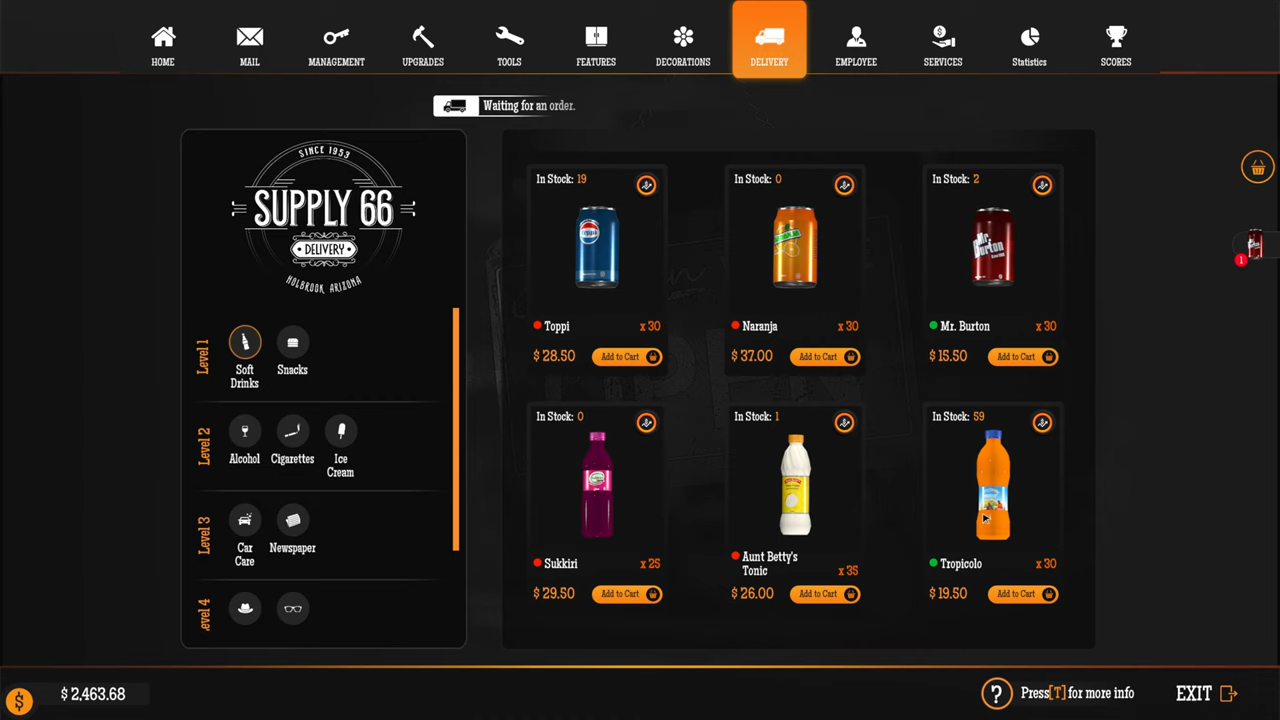 HOME
MAIL
MANAGEMENT
UPGRADES
TOOLS
FEATURES
DECORATIONS
DELIVERY
EMPLOYEE
SERVICES
Statistics
SCORES
Waiting for an order.
SINCE 1953
SUPPLY 66
DELIVERY
HOLBROOK, ARIZONA
Level 1
Soft
Drinks
Snacks
Level 2
Alcohol
Cigarettes
Ice
Cream
Level 3
Car
Care
Newspaper
Level 4
In Stock: 19
Toppi
x 30
$ 28.50
Add to Cart
In Stock: 0
Naranja
x 30
$ 37.00
Add to Cart
In Stock: 2
Mr. Burton
Mr. Burton
x 30
$ 15.50
Add to Cart
In Stock: 0
Sukkiri
x 25
$ 29.50
Add to Cart
In Stock: 1
Aunt Betty's
Tonic
x 35
$ 26.00
Add to Cart
In Stock: 59
Tropicolo
x 30
$ 19.50
Add to Cart
1
$ 2,463.68
? Press[T] for more info
EXIT